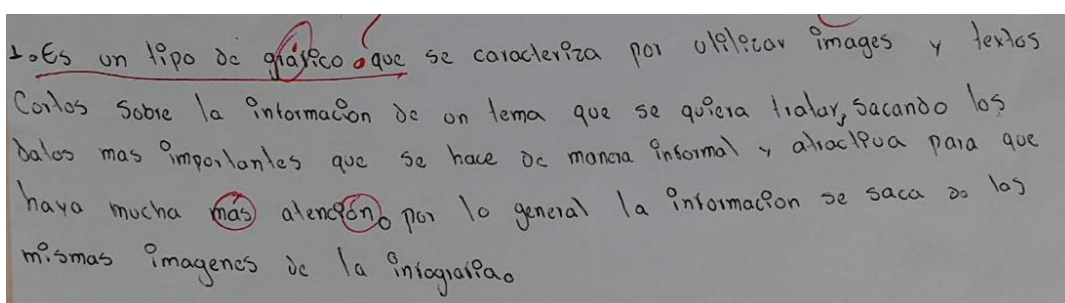 1. Es un tipo de gráfico. que se caracteriza por utilizar images y textos
Cortos sobre la informacion de un tema que se quiera tratar, sacando los
datos mas importantes que se hace de manera informal y atractiva para que
haya mucha más atención. por lo general la informacion se saca de las
mismas imagenes de la infografia.